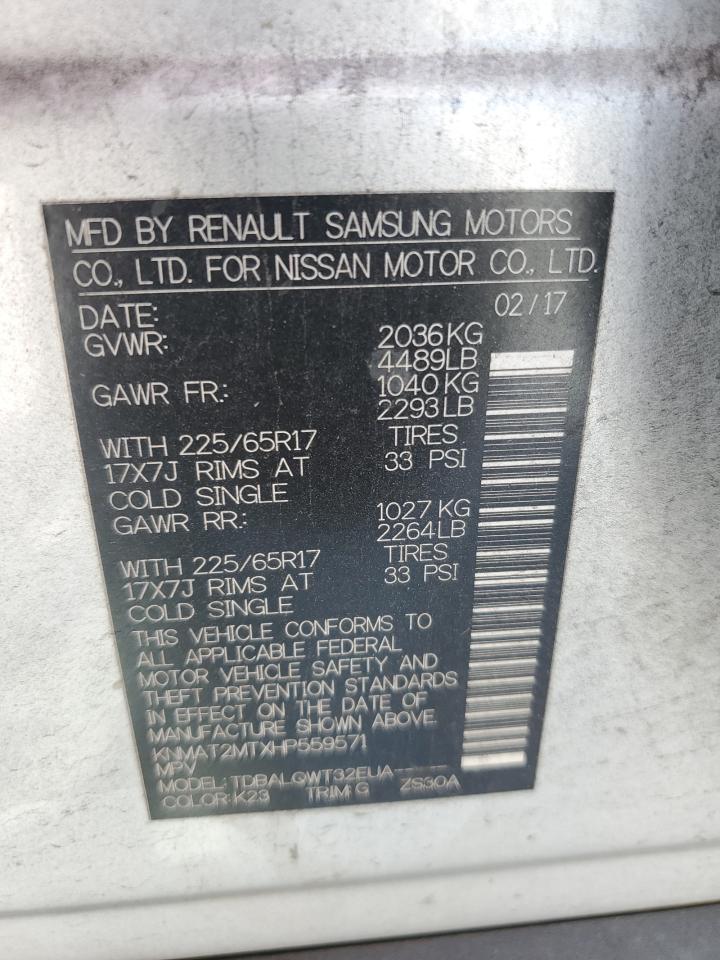 MFD BY RENAULT SAMSUNG MOTORS
CO., LTD. FOR NISSAN MOTOR CO., LTD.
DATE: 02/17
GVWR: 2036KG
4489LB
GAWR FR: 1040KG
2293LB
WITH 225/65R17 TIRES
17X7J RIMS AT 33 PSI
COLD SINGLE
GAWR RR: 1027KG
2264LB
WITH 225/65R17 TIRES
17X7J RIMS AT 33 PSI
COLD SINGLE
THIS VEHICLE CONFORMS TO
ALL APPLICABLE FEDERAL
MOTOR VEHICLE SAFETY AND
THEFT PREVENTION STANDARDS
IN EFFECT ON THE DATE OF
MANUFACTURE SHOWN ABOVE.
KNMAT2MTXHP559571
MPV
MODEL: TDBALQWT32EUA-----
COLOR:K23 TRIM:G ZS30A